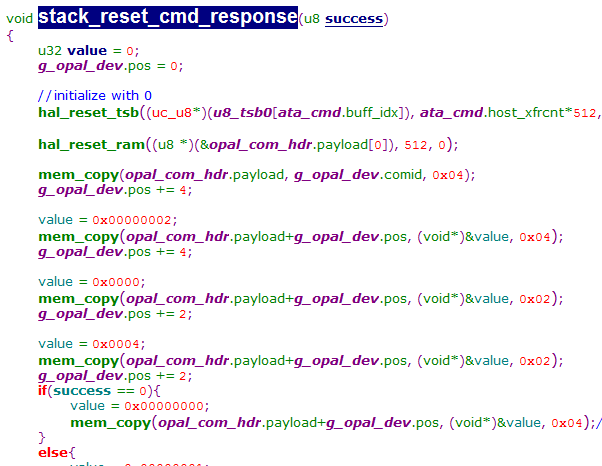 void stack_reset_cmd_response(u8 success)
{
u32 value = 0;
g_opal_dev.pos = 0;
//initialize with 0
hal_reset_tsb((uc_u8*)(u8_tsb0[ata_cmd.buff_idx]), ata_cmd.host_xfrcnt*512,
hal_reset_ram((u8 *)(&opal_com_hdr.payload[0]), 512, 0);
mem_copy(opal_com_hdr.payload, g_opal_dev.comid, 0x04);
g_opal_dev.pos += 4;
value = 0x00000002;
mem_copy(opal_com_hdr.payload+g_opal_dev.pos, (void*)&value, 0x04);
g_opal_dev.pos += 4;
value = 0x0000;
mem_copy(opal_com_hdr.payload+g_opal_dev.pos, (void*)&value, 0x02);
g_opal_dev.pos += 2;
value = 0x0004;
mem_copy(opal_com_hdr.payload+g_opal_dev.pos, (void*)&value, 0x02);
g_opal_dev.pos += 2;
if(success == 0){
value = 0x00000000;
mem_copy(opal_com_hdr.payload+g_opal_dev.pos, (void*)&value, 0x04);/
}
else{